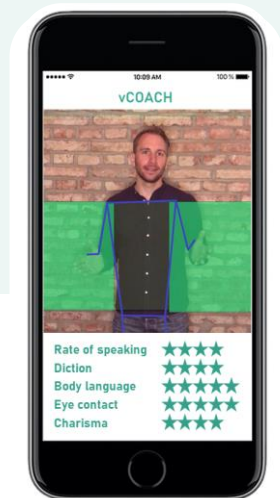 10:09 AM 100 %
vCOACH
Rate of speaking ★★★★
Diction ★★★★
Body language ★★★★★
Eye contact ★★★★★
Charisma ★★★★